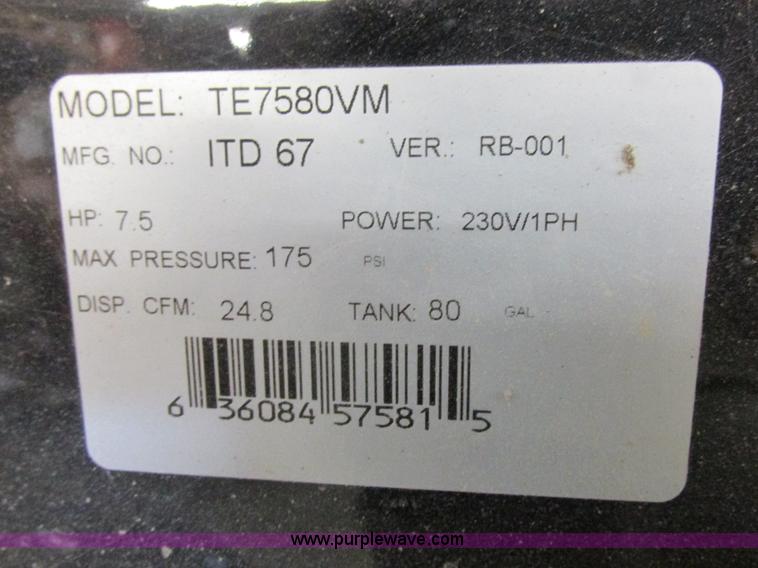 MODEL: TE7580VM
MFG. NO.: ITD 67 VER.: RB-001
HP: 7.5 POWER: 230V/1PH
MAX PRESSURE: 175 PSI
DISP. CFM: 24.8 TANK: 80 GAL
6 36084 57581 5
www.purplewave.com